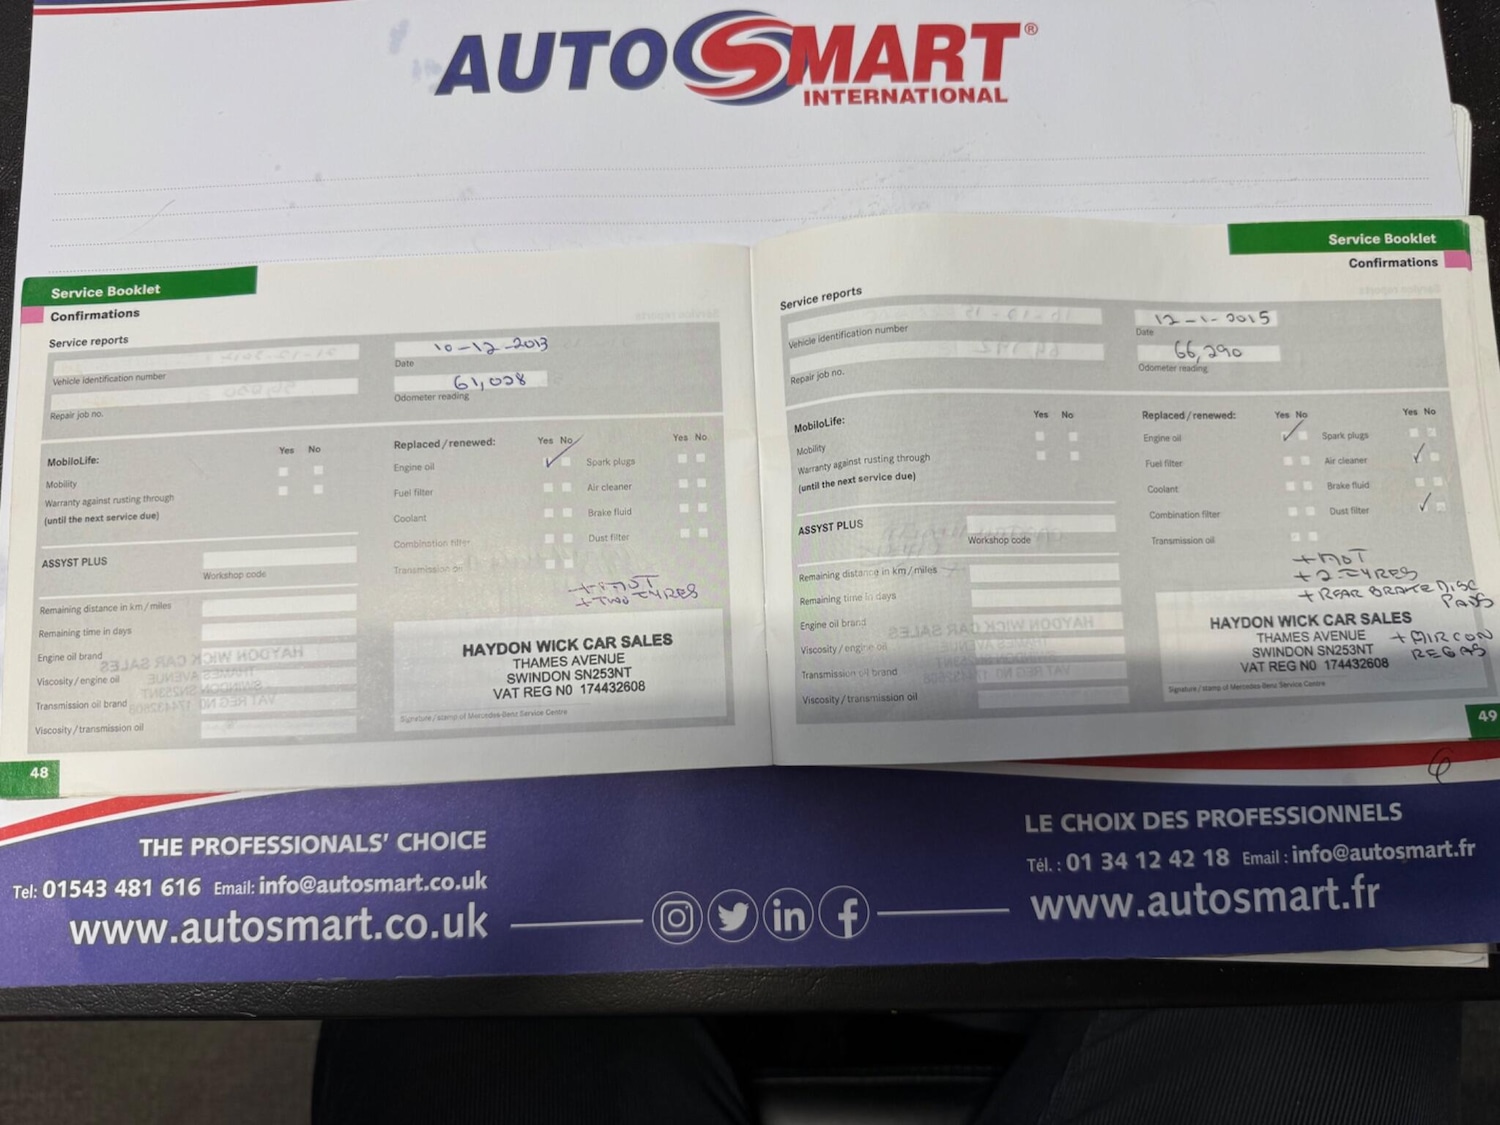 AUTOSMART®
INTERNATIONAL
Service Booklet
Confirmations
Service reports
Vehicle identification number
Repair job no.
10-12-2013
Date
61,028
Odometer reading
MobiloLife:
Yes No
Mobility
Warranty against rusting through
(until the next service due)
Replaced/renewed:
Yes No
Yes No
Engine oil
Spark plugs
Fuel filter
Air cleaner
Coolant
Brake fluid
Combination filter
Dust filter
Transmission oil
ASSYST PLUS
Workshop code
Remaining distance in km/miles
Remaining time in days
Engine oil brand
Viscosity/engine oil
Transmission oil brand
Viscosity/transmission oil
+ MOT
+ TWO TYRES
HAYDON WICK CAR SALES
THAMES AVENUE
SWINDON SN253NT
VAT REG N0 174432608
Signature/stamp of Mercedes-Benz Service Centre
48
Service Booklet
Confirmations
Service reports
Vehicle identification number
Repair job no.
12-1-2015
Date
66,290
Odometer reading
MobiloLife:
Yes No
Mobility
Warranty against rusting through
(until the next service due)
Replaced/renewed:
Yes No
Yes No
Engine oil
Spark plugs
Fuel filter
Air cleaner
Coolant
Brake fluid
Combination filter
Dust filter
Transmission oil
ASSYST PLUS
Workshop code
Remaining distance in km/miles
Remaining time in days
Engine oil brand
Viscosity/engine oil
Transmission oil brand
Viscosity/transmission oil
+ MOT
+ 2 TYRES
+ REAR BRAKE DISC
PADS
+ AIRCON
REGAS
HAYDON WICK CAR SALES
THAMES AVENUE
SWINDON SN253NT
VAT REG N0 174432608
Signature/stamp of Mercedes-Benz Service Centre
49
THE PROFESSIONALS' CHOICE
Tel: 01543 481 616 Email: info@autosmart.co.uk
www.autosmart.co.uk
LE CHOIX DES PROFESSIONNELS
Tél. : 01 34 12 42 18 Email : info@autosmart.fr
www.autosmart.fr